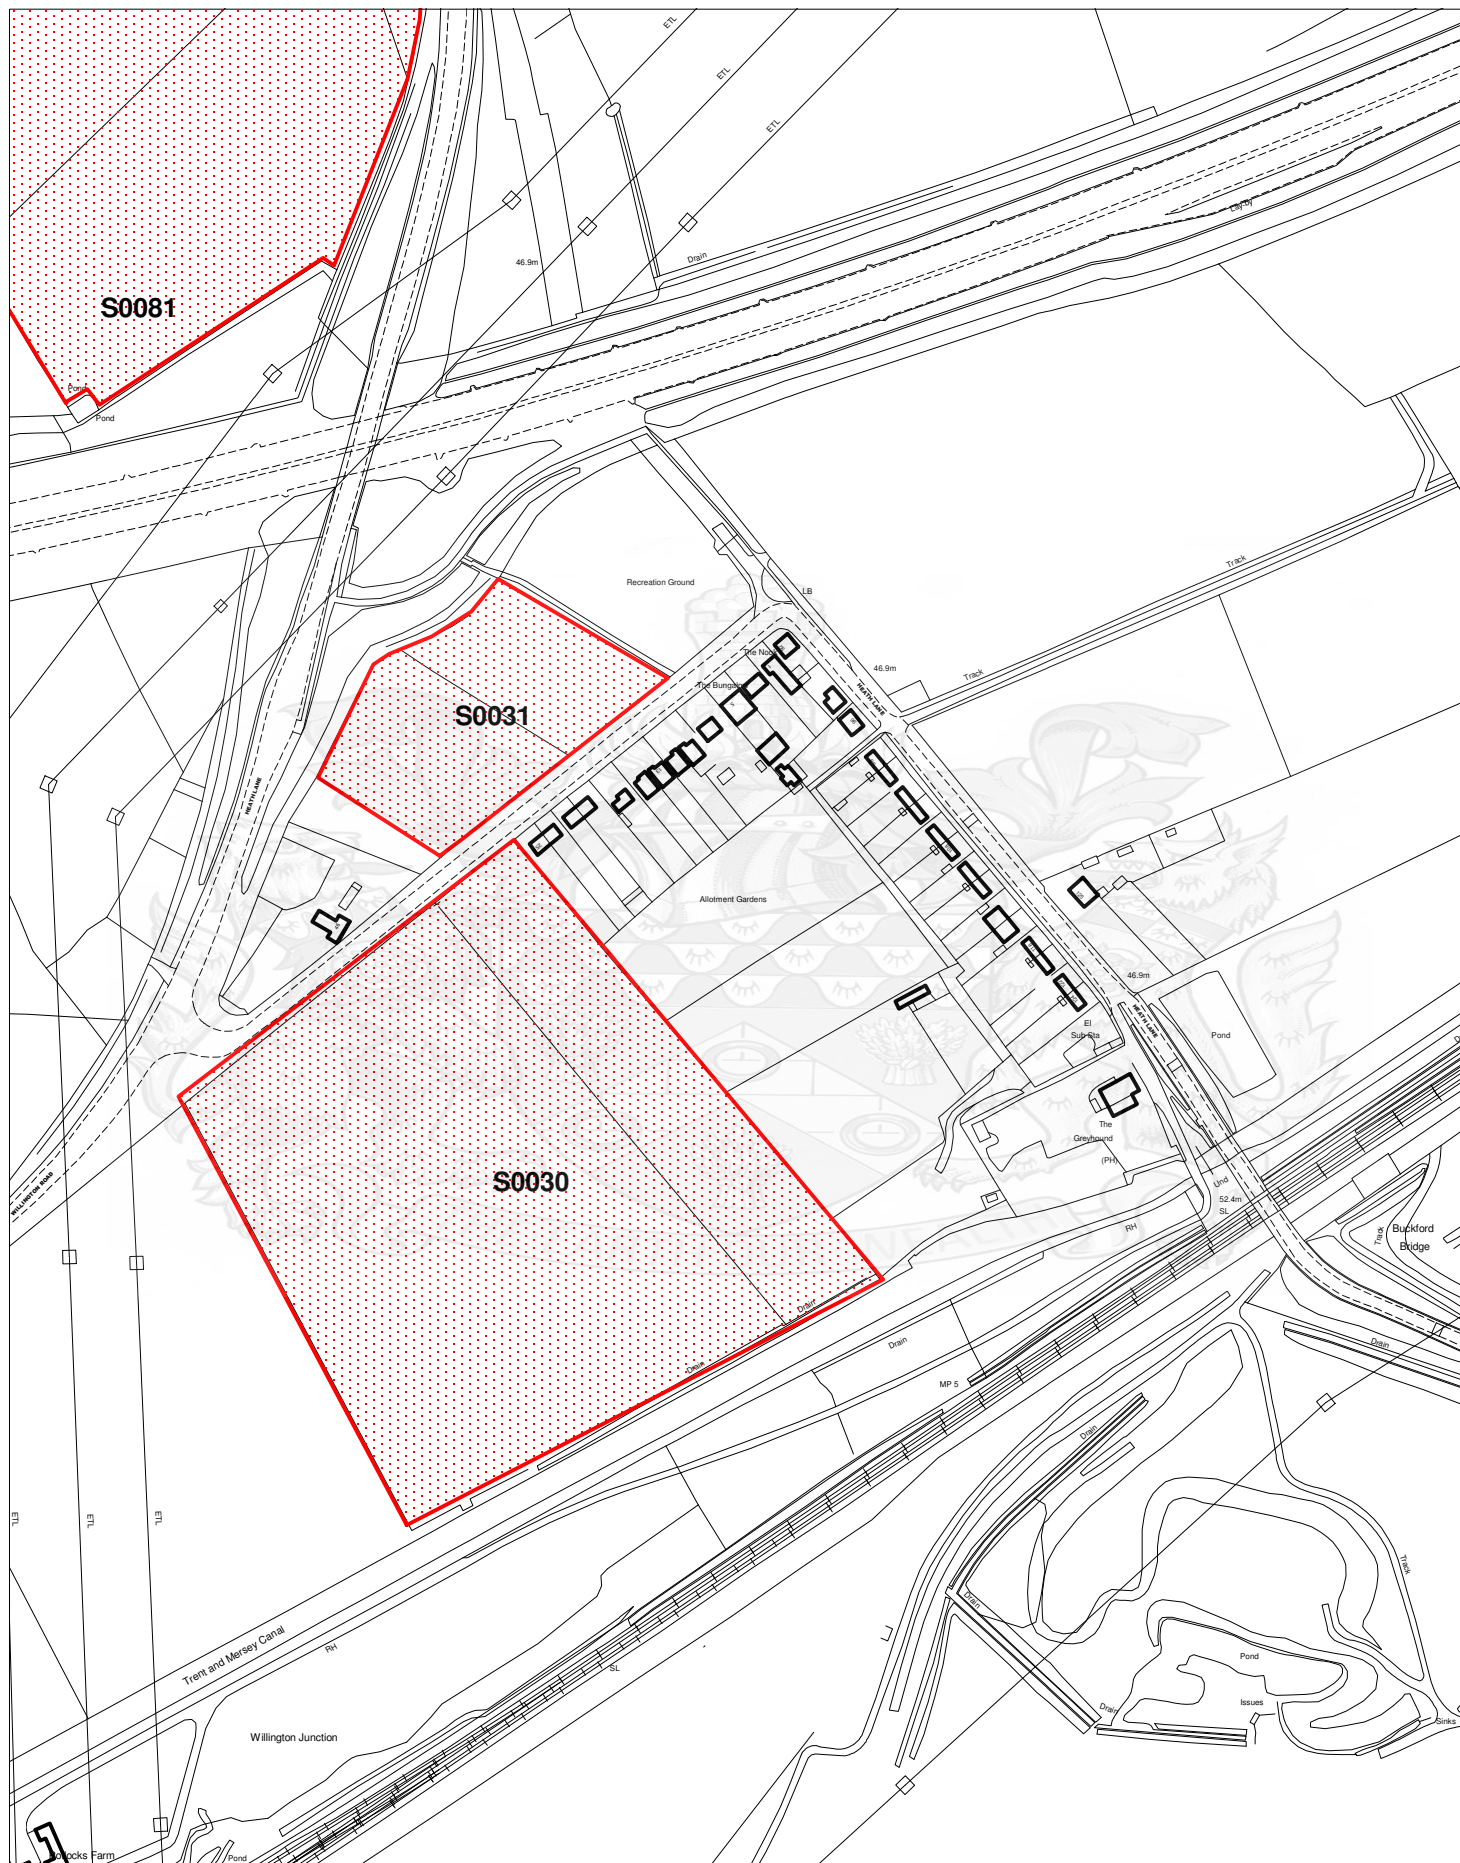 ETL
ETL
ETL
Lay-by
46.9m
Drain
S0081
Pond
Pond
Track
Recreation Ground
LB
The Nook
46.9m
Track
The Bungalow
HEATH LANE
S0031
HEATH LANE
Allotment Gardens
46.9m
HEATH LANE
El
Sub Sta
Pond
The
Greyhound
(PH)
Und
S0030
WILLINGTON ROAD
52.4m
SL
RH
Track
Buckford
Bridge
Drain
Drain
Drain
Drain
MP 5
Drain
ETL
ETL
ETL
Track
Drain
Trent and Mersey Canal
RH
SL
Pond
Issues
Drain
Sinks
Willington Junction
Pond